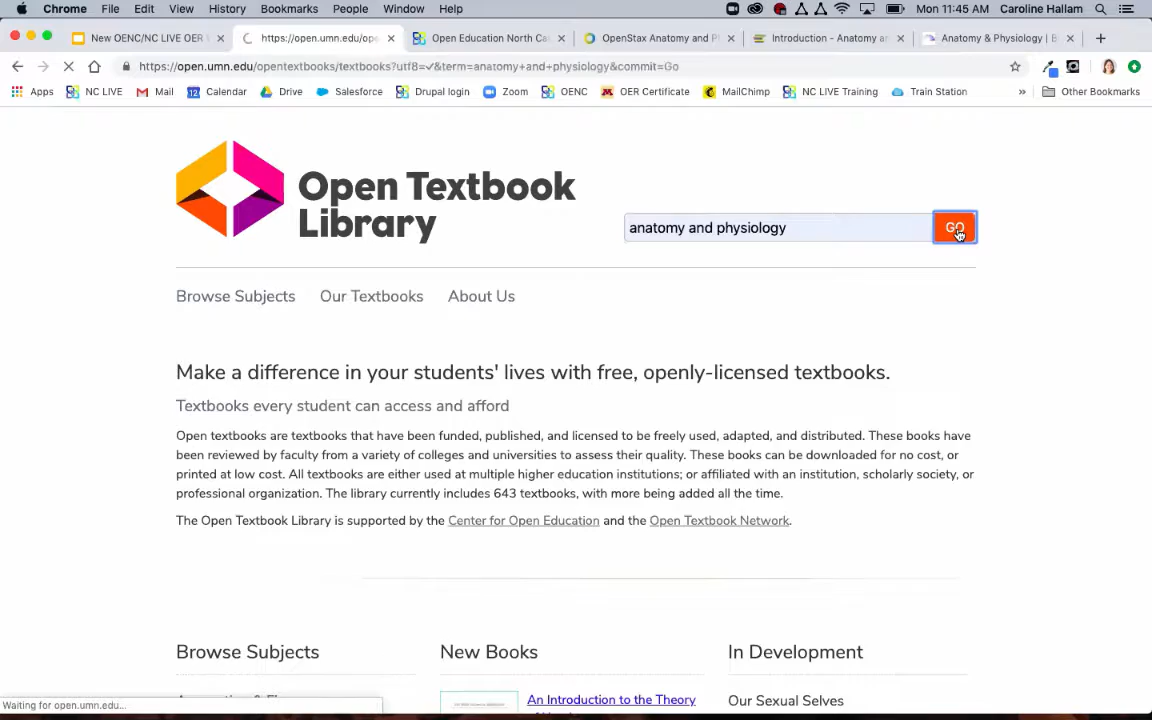 Chrome File Edit View History Bookmarks People Window Help Mon 11:45 AM Caroline Hallam
New OENC/NC LIVE OER × https://open.umn.edu/ope × Open Education North Ca × OpenStax Anatomy and P × Introduction - Anatomy a × Anatomy & Physiology | B × +
https://open.umn.edu/opentextbooks/textbooks?utf8=✓&term=anatomy+and+physiology&commit=Go
Apps NC LIVE Mail Calendar Drive Salesforce Drupal login Zoom OENC OER Certificate MailChimp NC LIVE Training Train Station » Other Bookmarks
Open Textbook
Library
anatomy and physiology GO
Browse Subjects Our Textbooks About Us
Make a difference in your students' lives with free, openly-licensed textbooks.
Textbooks every student can access and afford
Open textbooks are textbooks that have been funded, published, and licensed to be freely used, adapted, and distributed. These books have
been reviewed by faculty from a variety of colleges and universities to assess their quality. These books can be downloaded for no cost, or
printed at low cost. All textbooks are either used at multiple higher education institutions; or affiliated with an institution, scholarly society, or
professional organization. The library currently includes 643 textbooks, with more being added all the time.
The Open Textbook Library is supported by the Center for Open Education and the Open Textbook Network.
Browse Subjects New Books In Development
An Introduction to the Theory Our Sexual Selves
Waiting for open.umn.edu...